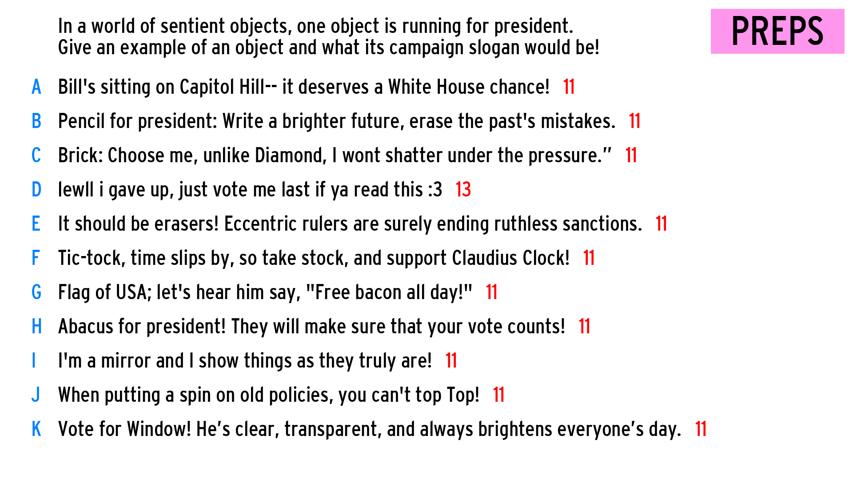 In a world of sentient objects, one object is running for president.
Give an example of an object and what its campaign slogan would be!
PREPS
A Bill's sitting on Capitol Hill-- it deserves a White House chance! 11
B Pencil for president: Write a brighter future, erase the past's mistakes. 11
C Brick: Choose me, unlike Diamond, I wont shatter under the pressure.” 11
D Iewll i gave up, just vote me last if ya read this :3 13
E It should be erasers! Eccentric rulers are surely ending ruthless sanctions. 11
F Tic-tock, time slips by, so take stock, and support Claudius Clock! 11
G Flag of USA; let's hear him say, "Free bacon all day!" 11
H Abacus for president! They will make sure that your vote counts! 11
I I'm a mirror and I show things as they truly are! 11
J When putting a spin on old policies, you can't top Top! 11
K Vote for Window! He’s clear, transparent, and always brightens everyone’s day. 11